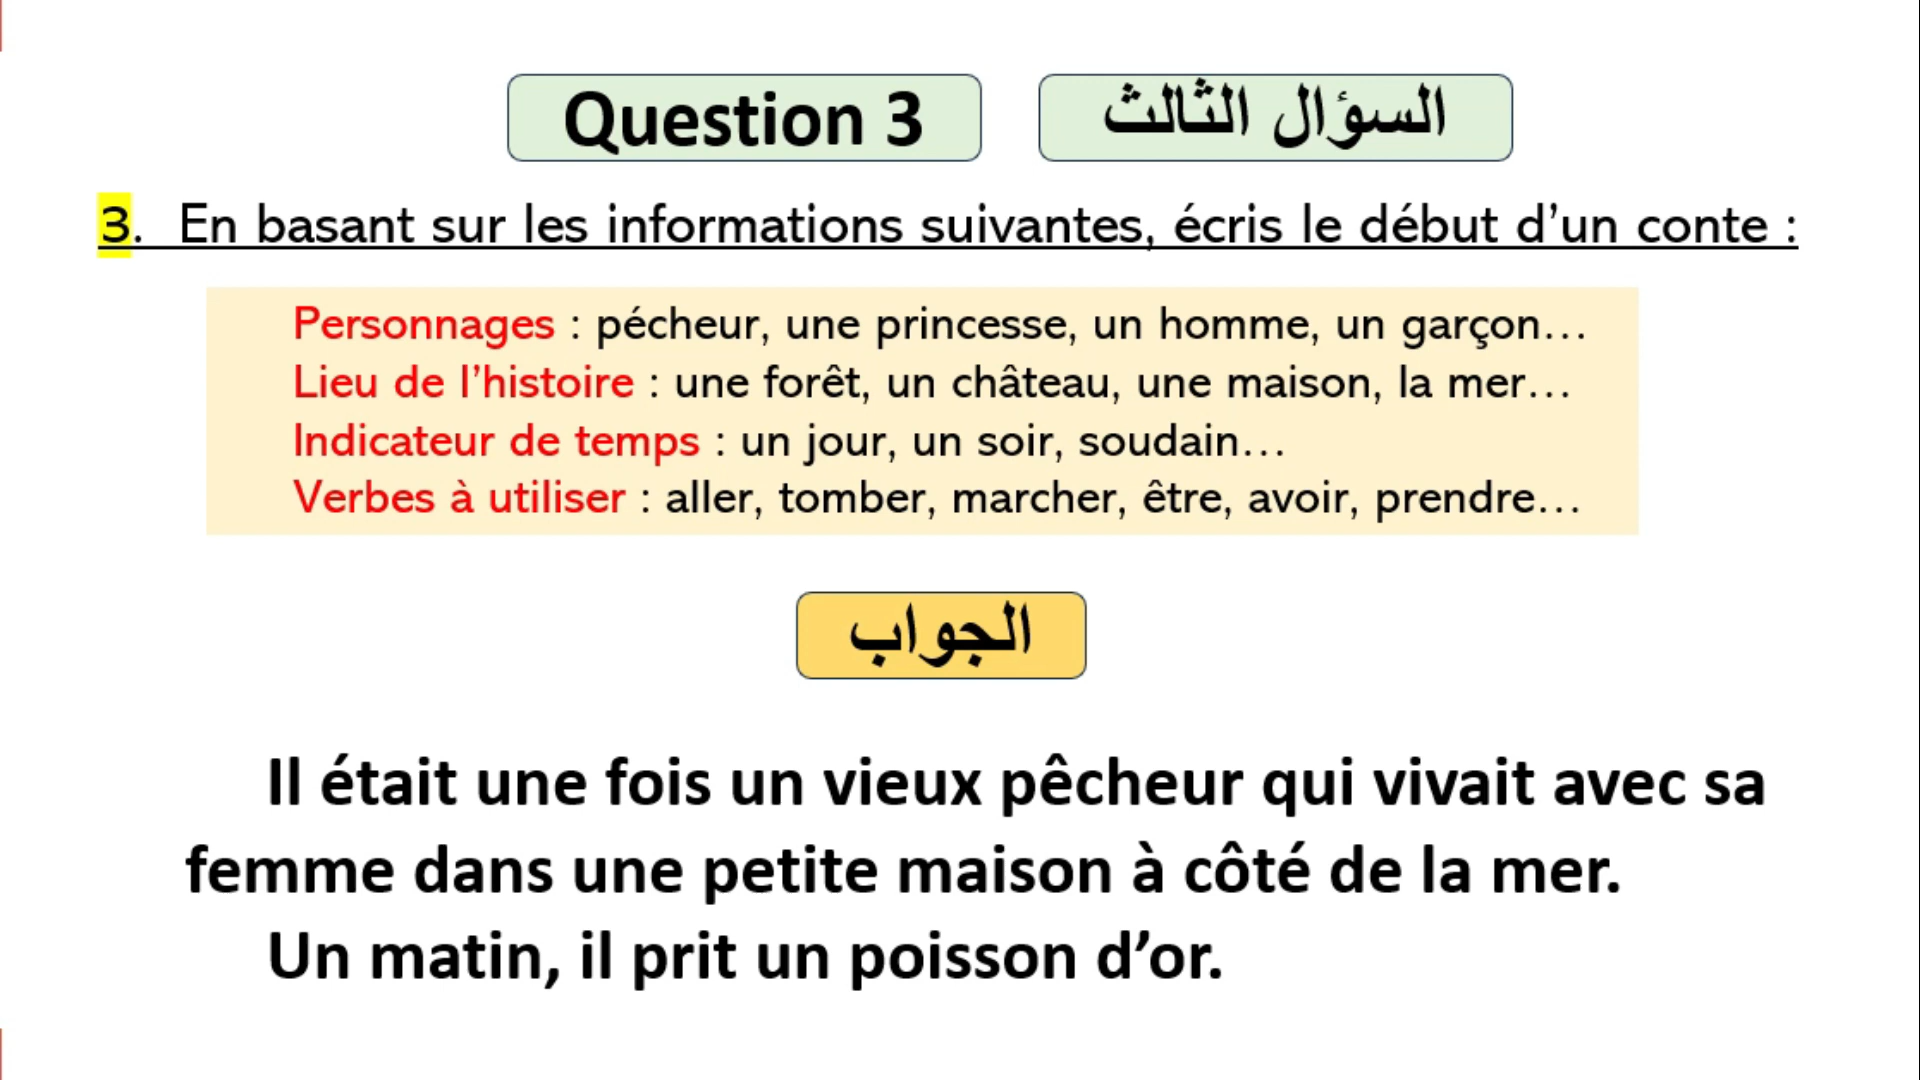 Question 3
السؤال الثالث
3. En basant sur les informations suivantes, écris le début d’un conte :
Personnages : pécheur, une princesse, un homme, un garçon…
Lieu de l’histoire : une forêt, un château, une maison, la mer…
Indicateur de temps : un jour, un soir, soudain…
Verbes à utiliser : aller, tomber, marcher, être, avoir, prendre…
الجواب
Il était une fois un vieux pêcheur qui vivait avec sa
femme dans une petite maison à côté de la mer.
Un matin, il prit un poisson d’or.